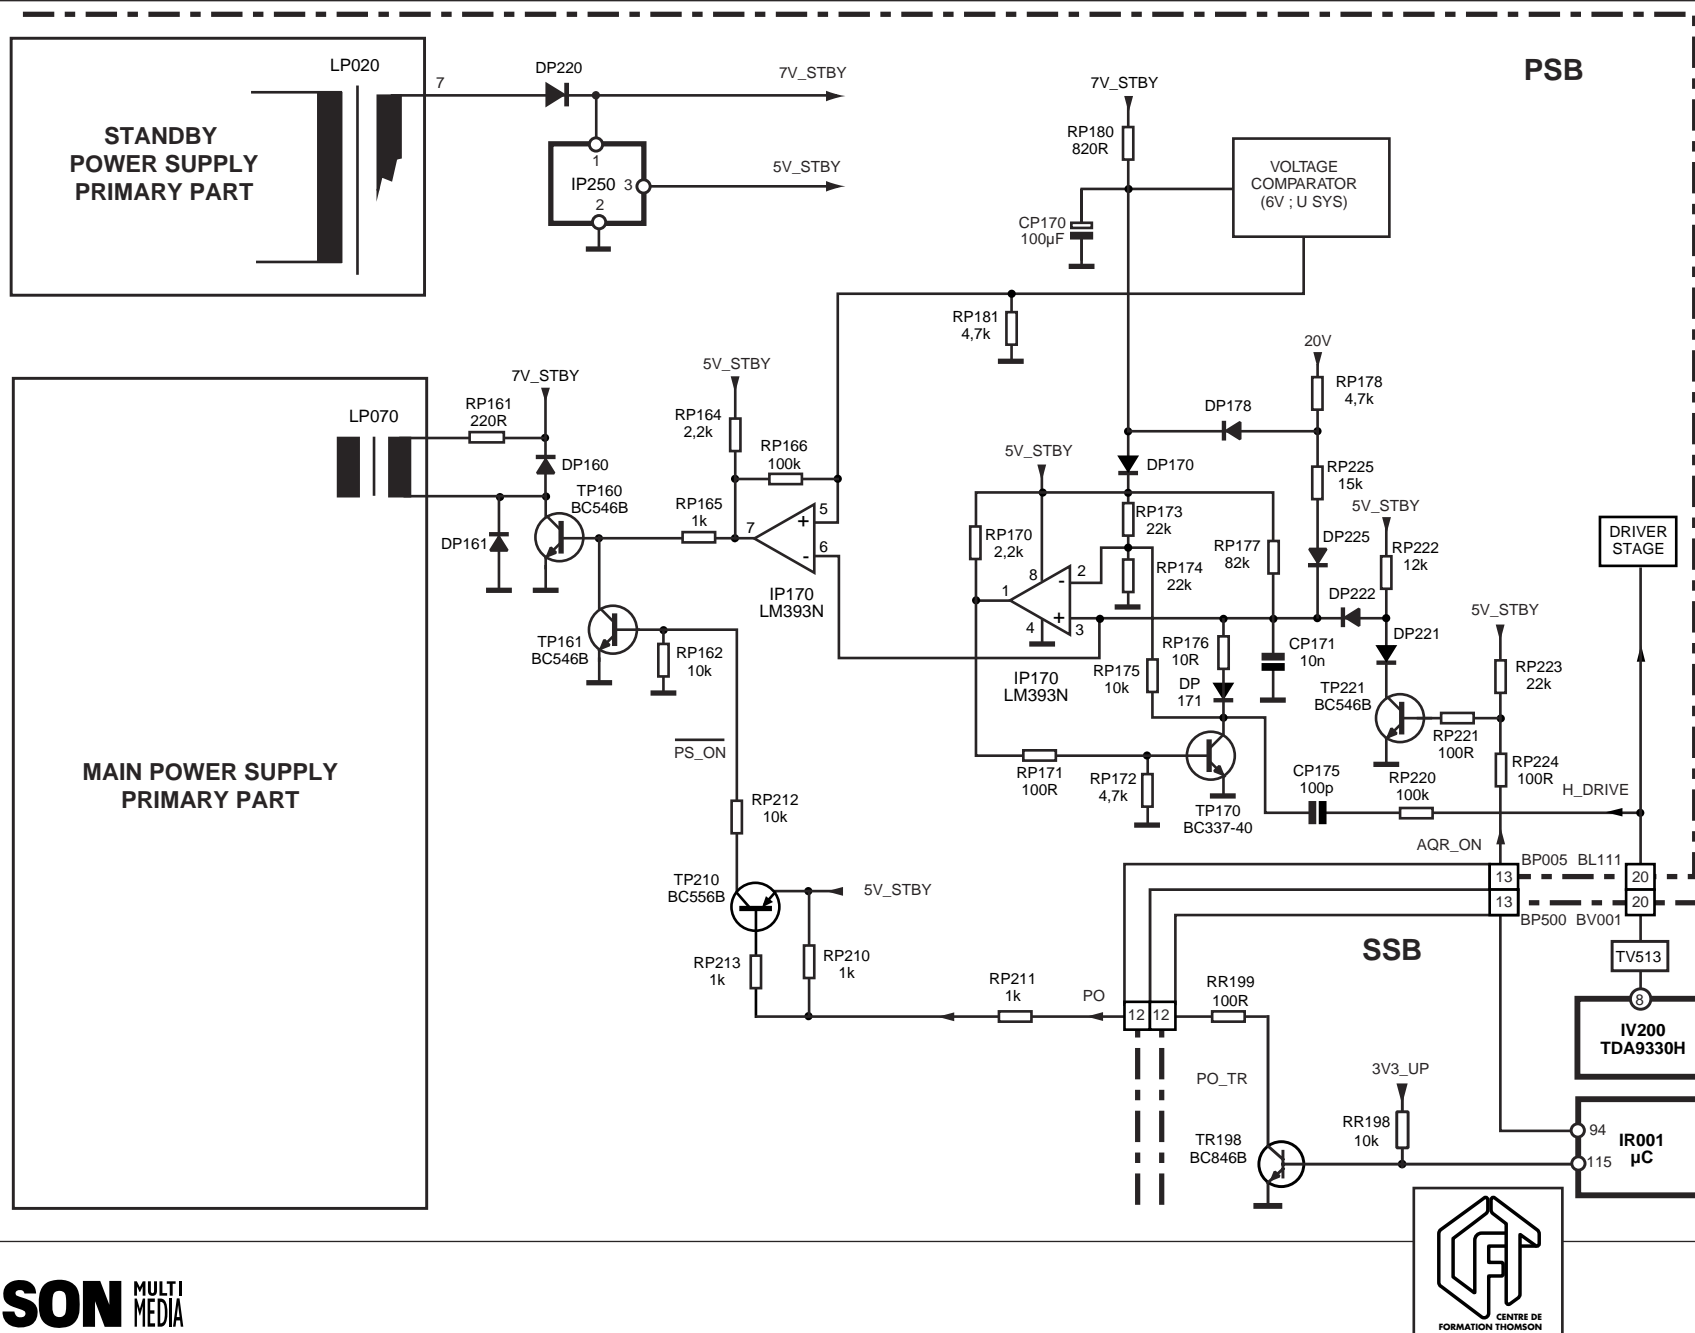 PSB
LP020
7
DP220
7V_STBY
STANDBY
POWER SUPPLY
PRIMARY PART
1
IP250 3
2
5V_STBY
7V_STBY
RP180
820R
VOLTAGE
COMPARATOR
(6V ; U SYS)
CP170
100µF
RP181
4,7k
20V
RP178
4,7k
DP178
LP070
RP161
220R
7V_STBY
DP160
TP160
BC546B
DP161
5V_STBY
RP164
2,2k
RP166
100k
RP165
1k
7
5
+
6
-
IP170
LM393N
5V_STBY
DP170
RP170
2,2k
RP173
22k
8
2
-
1
+
4
3
RP174
22k
IP170
LM393N
RP177
82k
RP225
15k
5V_STBY
DP225
RP222
12k
DP222
DRIVER
STAGE
TP161
BC546B
RP162
10k
RP175
10k
RP176
10R
DP
171
CP171
10n
DP221
5V_STBY
RP223
22k
TP221
BC546B
RP221
100R
RP224
100R
PS_ON
MAIN POWER SUPPLY
PRIMARY PART
RP171
100R
RP172
4,7k
TP170
BC337-40
CP175
100p
RP220
100k
H_DRIVE
RP212
10k
AQR_ON
BP005 BL111
13
20
13
20
BP500 BV001
TP210
BC556B
5V_STBY
RP213
1k
RP210
1k
RP211
1k
PO
12
12
RR199
100R
SSB
TV513
8
IV200
TDA9330H
PO_TR
3V3_UP
RR198
10k
TR198
BC846B
94
115
IR001
µC
SON MULTI
MEDIA
CENTRE DE
FORMATION THOMSON